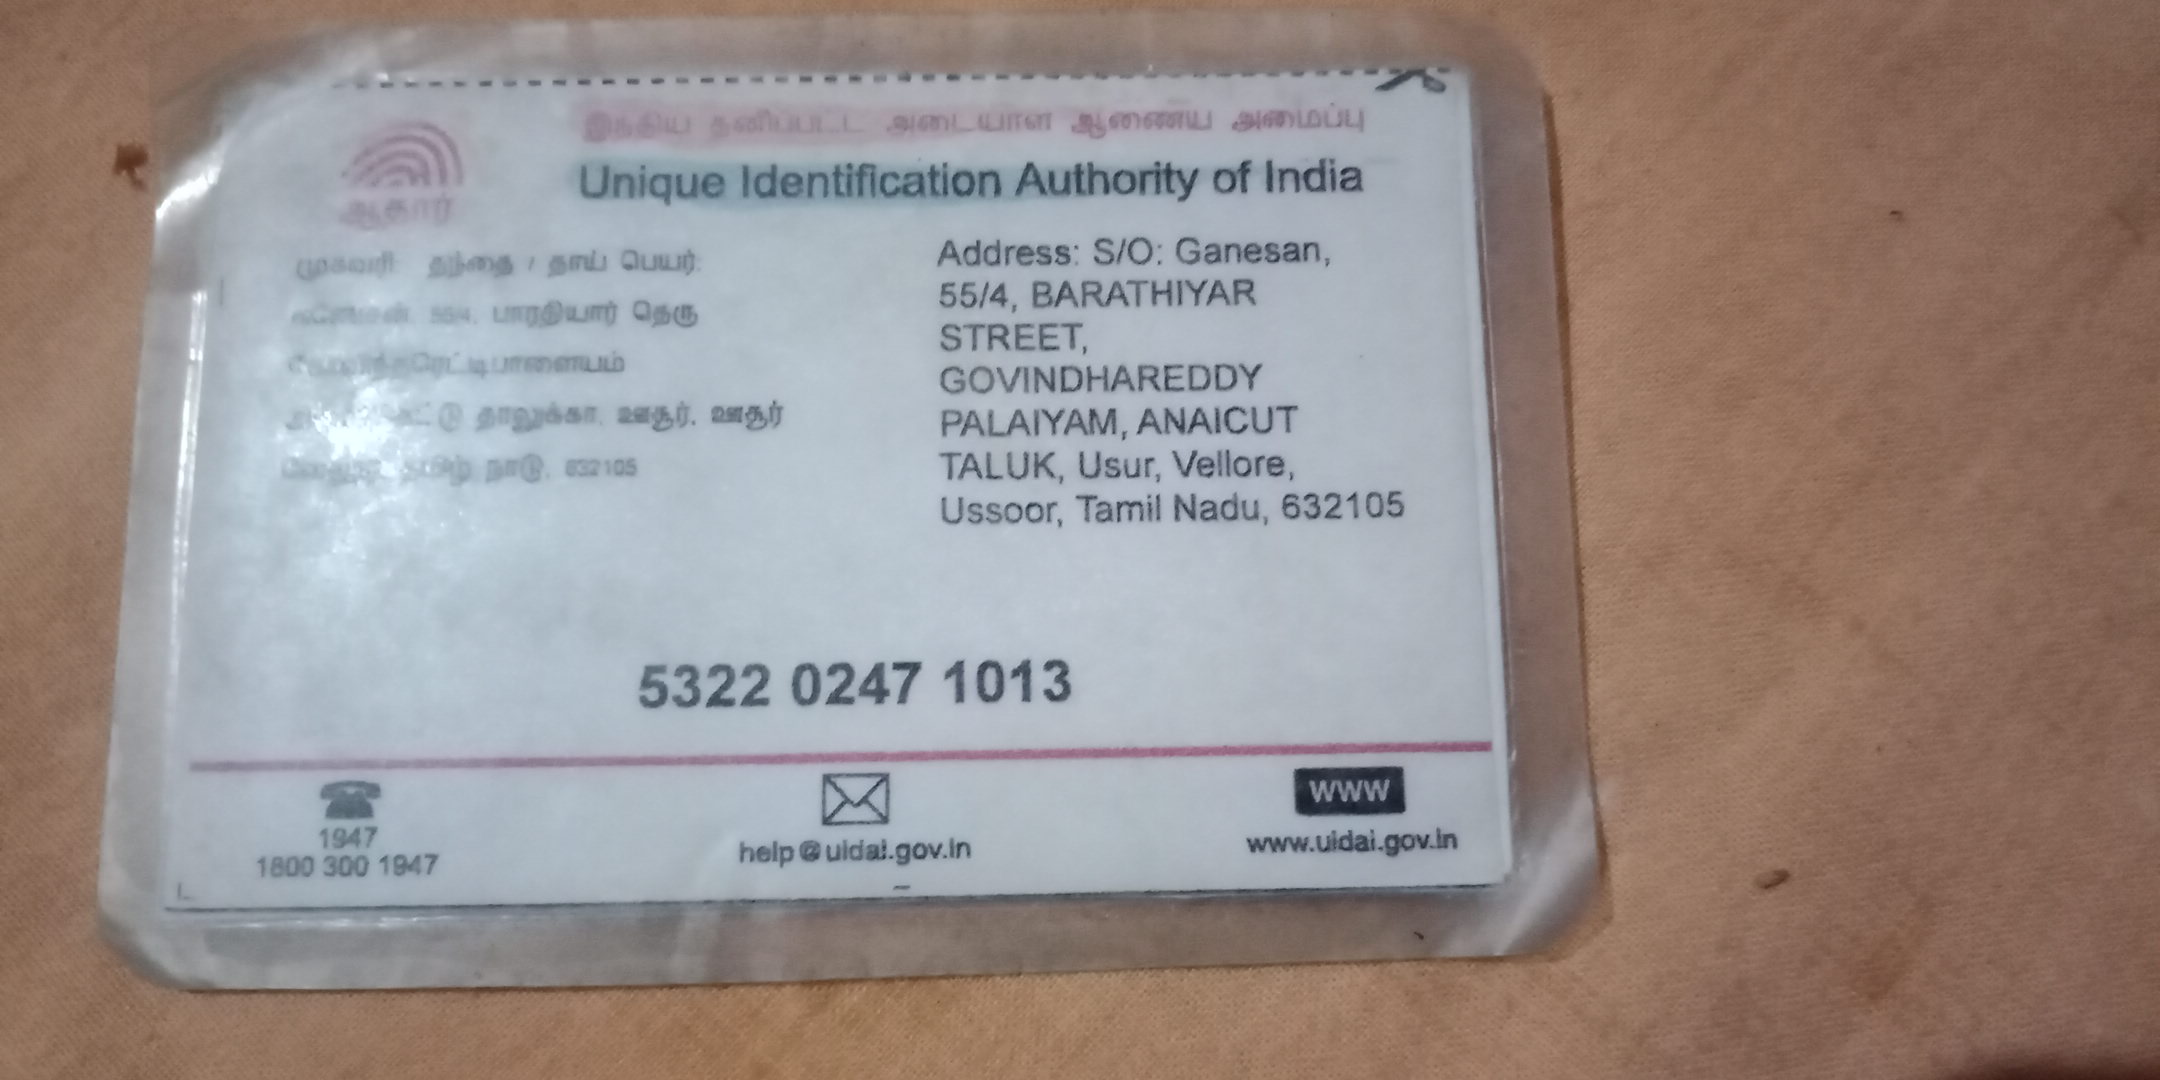 இந்திய தனிப்பட்ட அடையாள ஆணைய அமைப்பு
Unique Identification Authority of India
ஆதார்
முகவரி: தந்தை / தாய் பெயர்:
55/4, பாரதியார் தெரு
தாலுக்கா, ஊசூர், ஊசூர்
தமிழ் நாடு, 632105
Address: S/O: Ganesan,
55/4, BARATHIYAR
STREET,
GOVINDHAREDDY
PALAIYAM, ANAICUT
TALUK, Usur, Vellore,
Ussoor, Tamil Nadu, 632105
5322 0247 1013
1947
1800 300 1947
help@uidai.gov.in
WWW
www.uidai.gov.in